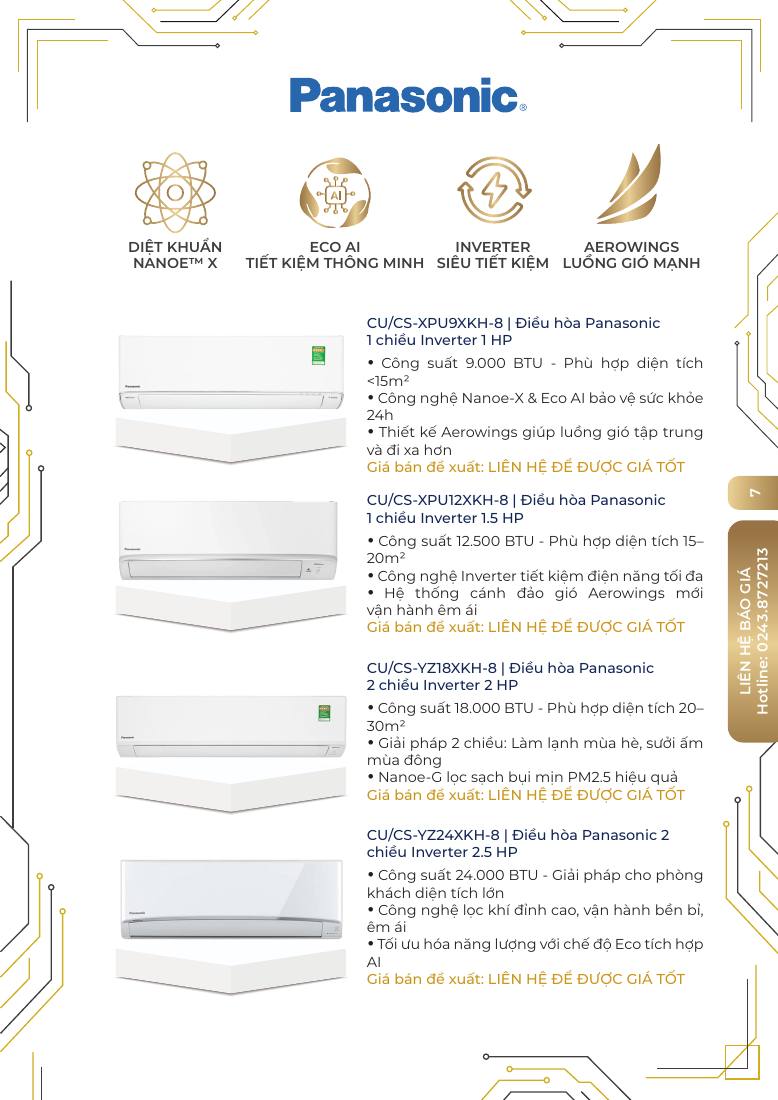 Panasonic®
DIỆT KHUẨN
NANOE™ X
ECO AI
TIẾT KIỆM THÔNG MINH
INVERTER
SIÊU TIẾT KIỆM
AEROWINGS
LUỒNG GIÓ MẠNH
AI
CU/CS-XPU9XKH-8 | Điều hòa Panasonic
1 chiều Inverter 1 HP
• Công suất 9.000 BTU - Phù hợp diện tích
<15m²
• Công nghệ Nanoe-X & Eco AI bảo vệ sức khỏe
24h
• Thiết kế Aerowings giúp luồng gió tập trung
và đi xa hơn
Giá bán đề xuất: LIÊN HỆ ĐỂ ĐƯỢC GIÁ TỐT
Panasonic
CU/CS-XPU12XKH-8 | Điều hòa Panasonic
1 chiều Inverter 1.5 HP
• Công suất 12.500 BTU - Phù hợp diện tích 15–
20m²
• Công nghệ Inverter tiết kiệm điện năng tối đa
• Hệ thống cánh đảo gió Aerowings mới
vận hành êm ái
Giá bán đề xuất: LIÊN HỆ ĐỂ ĐƯỢC GIÁ TỐT
Panasonic
CU/CS-YZ18XKH-8 | Điều hòa Panasonic
2 chiều Inverter 2 HP
• Công suất 18.000 BTU - Phù hợp diện tích 20–
30m²
• Giải pháp 2 chiều: Làm lạnh mùa hè, sưởi ấm
mùa đông
• Nanoe-G lọc sạch bụi mịn PM2.5 hiệu quả
Giá bán đề xuất: LIÊN HỆ ĐỂ ĐƯỢC GIÁ TỐT
Panasonic
CU/CS-YZ24XKH-8 | Điều hòa Panasonic 2
chiều Inverter 2.5 HP
• Công suất 24.000 BTU - Giải pháp cho phòng
khách diện tích lớn
• Công nghệ lọc khí đỉnh cao, vận hành bền bỉ,
êm ái
• Tối ưu hóa năng lượng với chế độ Eco tích hợp
AI
Giá bán đề xuất: LIÊN HỆ ĐỂ ĐƯỢC GIÁ TỐT
Panasonic
7
LIÊN HỆ BÁO GIÁ
Hotline: 0243.8727213